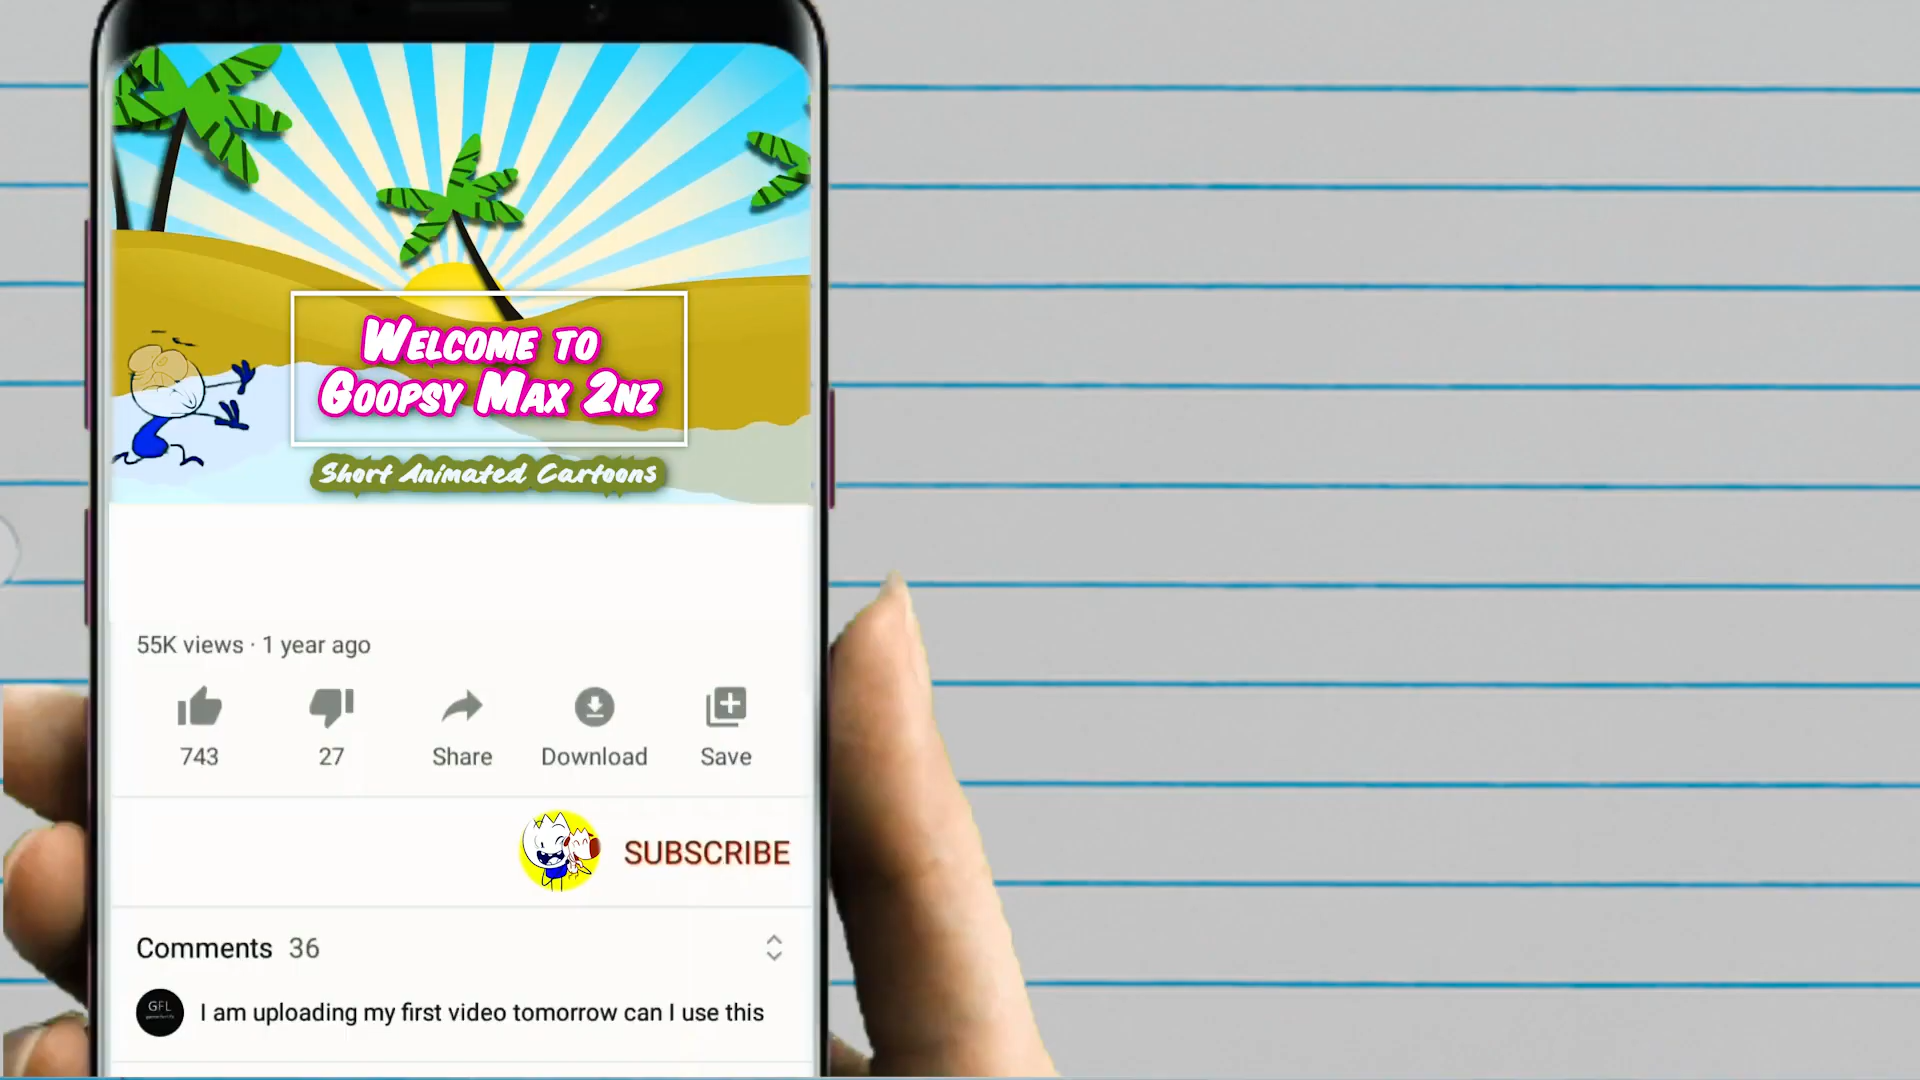 Welcome to
Goopsy Max 2nz
Short Animated Cartoons
55K views · 1 year ago
743
27
Share
Download
Save
SUBSCRIBE
Comments 36
GFL
I am uploading my first video tomorrow can I use this